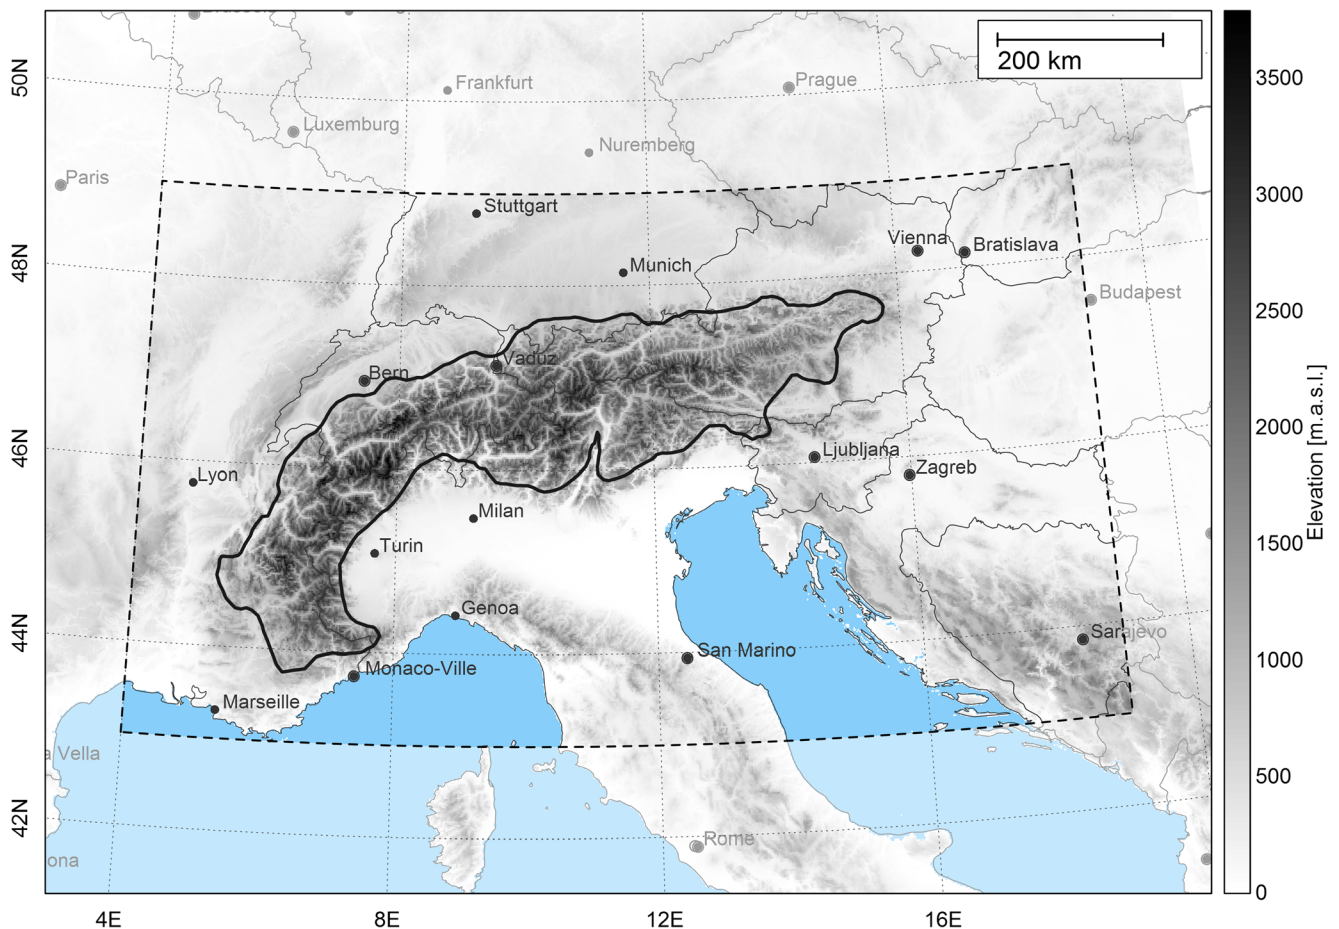 Brussels
200 km
Frankfurt
Prague
Luxemburg
Nuremberg
Paris
Stuttgart
Vienna
Bratislava
Munich
Budapest
Vaduz
Bern
Ljubljana
Zagreb
Lyon
Milan
Turin
Genoa
Sarajevo
San Marino
Monaco-Ville
Marseille
a Vella
Rome
ona
50N
48N
46N
44N
42N
4E
8E
12E
16E
3500
3000
2500
2000
1500
1000
500
0
Elevation [m.a.s.l.]